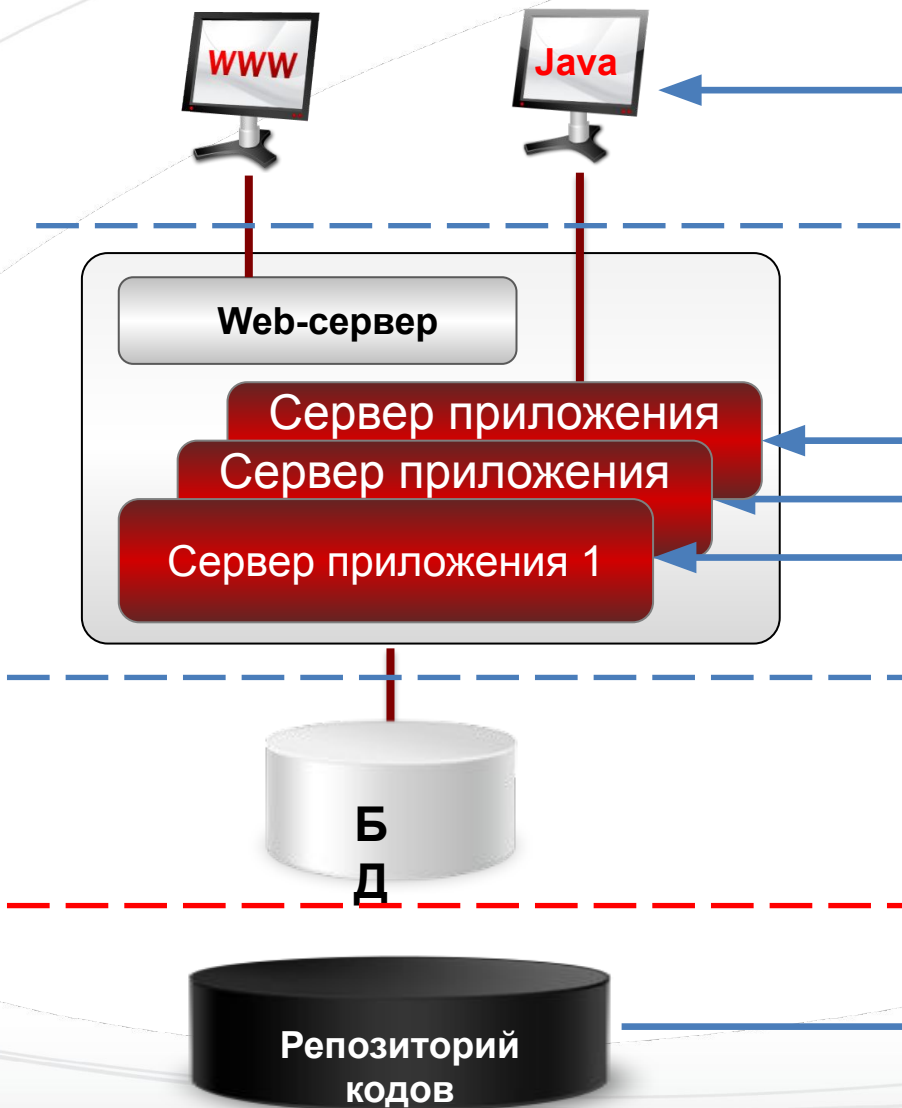 WWW
Java
Web-сервер
Сервер приложения
Сервер приложения
Сервер приложения 1
Б
Д
Репозиторий
кодов